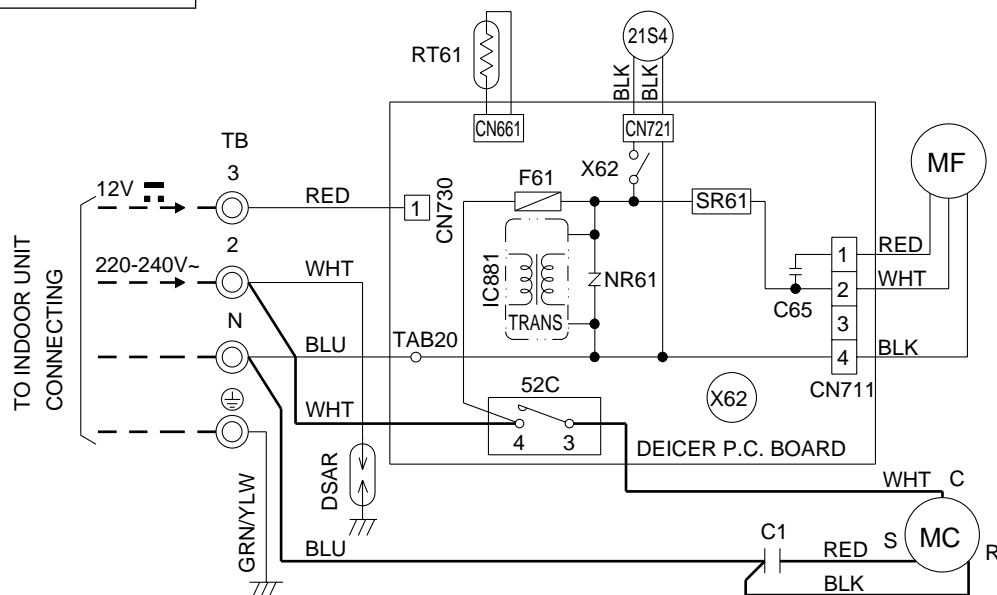 RT61
21S4
BLK
BLK
CN661
CN721
TB
3
12V
RED
1
CN730
F61
X62
SR61
MF
TO INDOOR UNIT
CONNECTING
2
220-240V~
WHT
IC881
TRANS
NR61
C65
1
2
3
4
RED
WHT
BLK
CN711
N
BLU
TAB20
52C
X62
WHT
4
3
DEICER P.C. BOARD
DSAR
GRN/YLW
BLU
WHT
C
C1
RED
S
MC
R
BLK